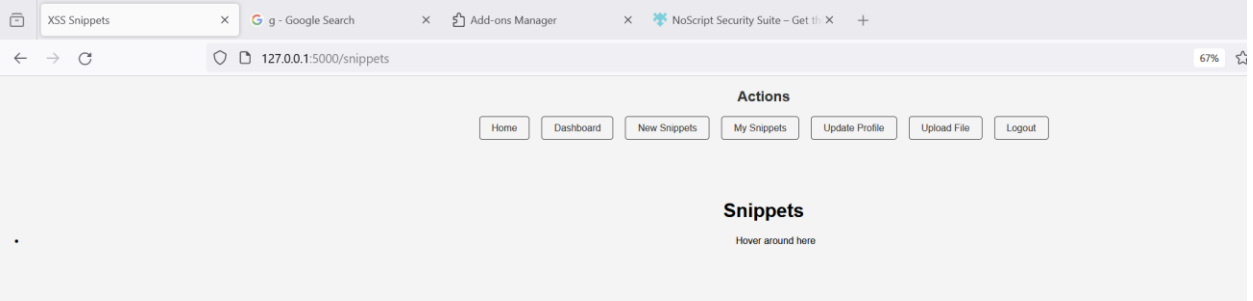 XSS Snippets
g - Google Search
Add-ons Manager
NoScript Security Suite – Get th
127.0.0.1:5000/snippets
67%
Actions
Home Dashboard New Snippets My Snippets Update Profile Upload File Logout
Snippets
Hover around here